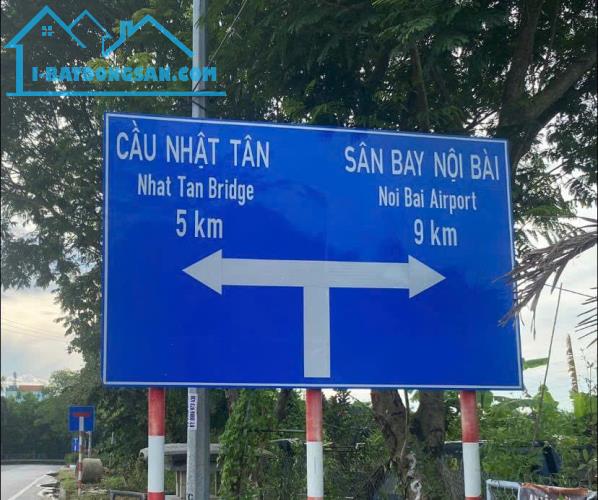 I-BATDONGSAN.COM
CẦU NHẬT TÂN
Nhat Tan Bridge
5 km
SÂN BAY NỘI BÀI
Noi Bai Airport
9 km